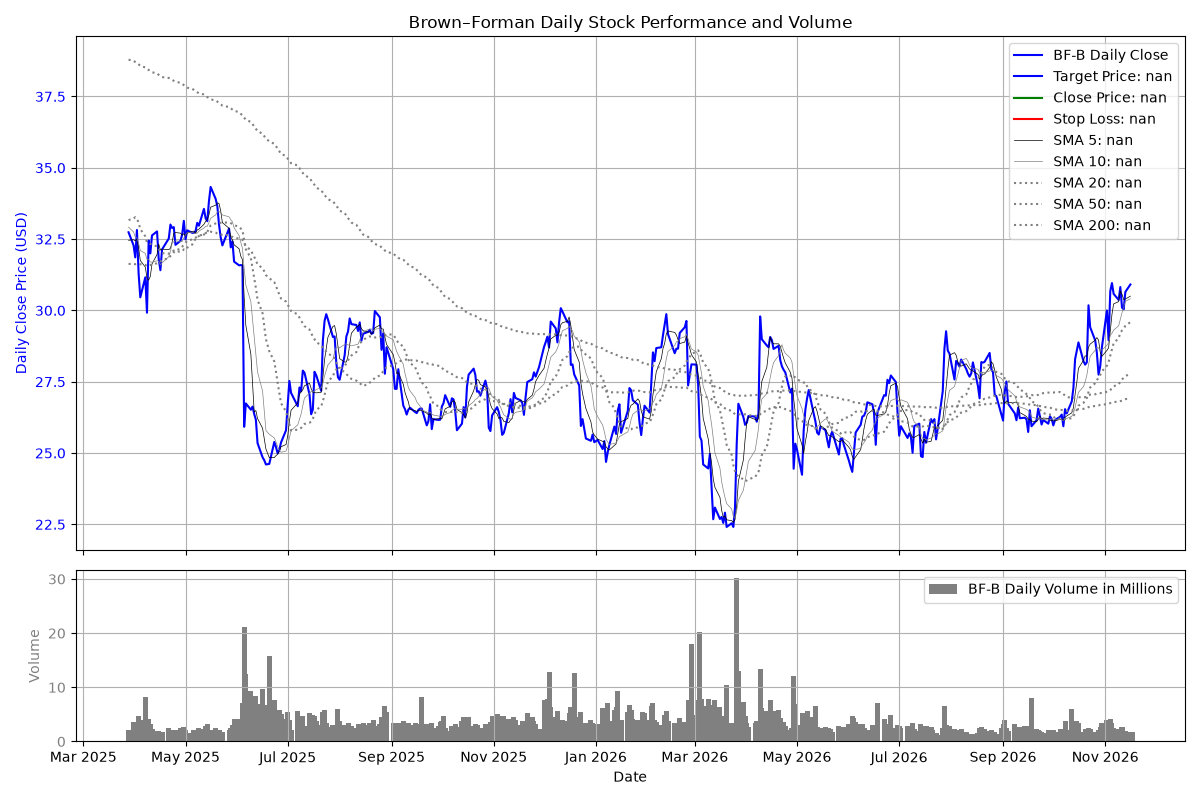 Brown–Forman Daily Stock Performance and Volume
Daily Close Price (USD)
37.5
35.0
32.5
30.0
27.5
25.0
22.5
BF-B Daily Close
Target Price: nan
Close Price: nan
Stop Loss: nan
SMA 5: nan
SMA 10: nan
SMA 20: nan
SMA 50: nan
SMA 200: nan
Volume
30
20
10
0
BF-B Daily Volume in Millions
Mar 2025 May 2025 Jul 2025 Sep 2025 Nov 2025 Jan 2026 Mar 2026 May 2026 Jul 2026 Sep 2026 Nov 2026
Date